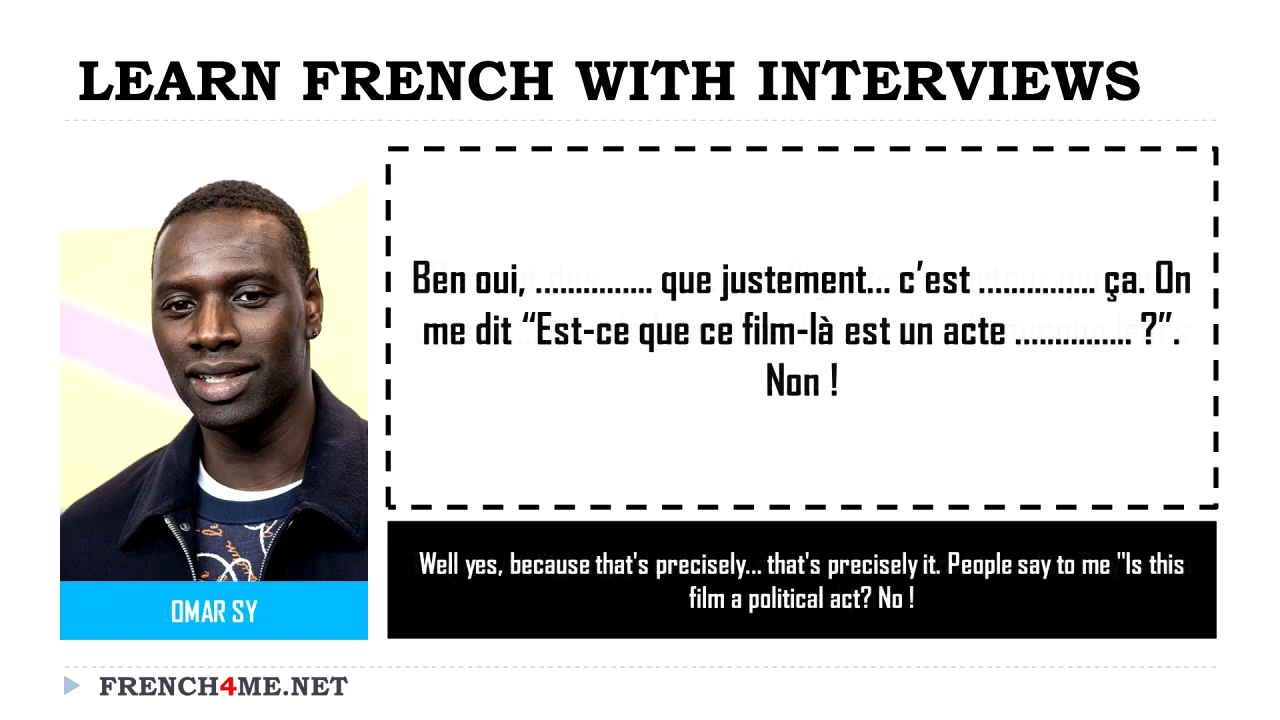 LEARN FRENCH WITH INTERVIEWS
Ben oui, ............... que justement... c’est ............... ça. On
me dit “Est-ce que ce film-là est un acte ............... ?”.
Non !
Well yes, because that's precisely... that's precisely it. People say to me "Is this
film a political act? No !
OMAR SY
FRENCH4ME.NET